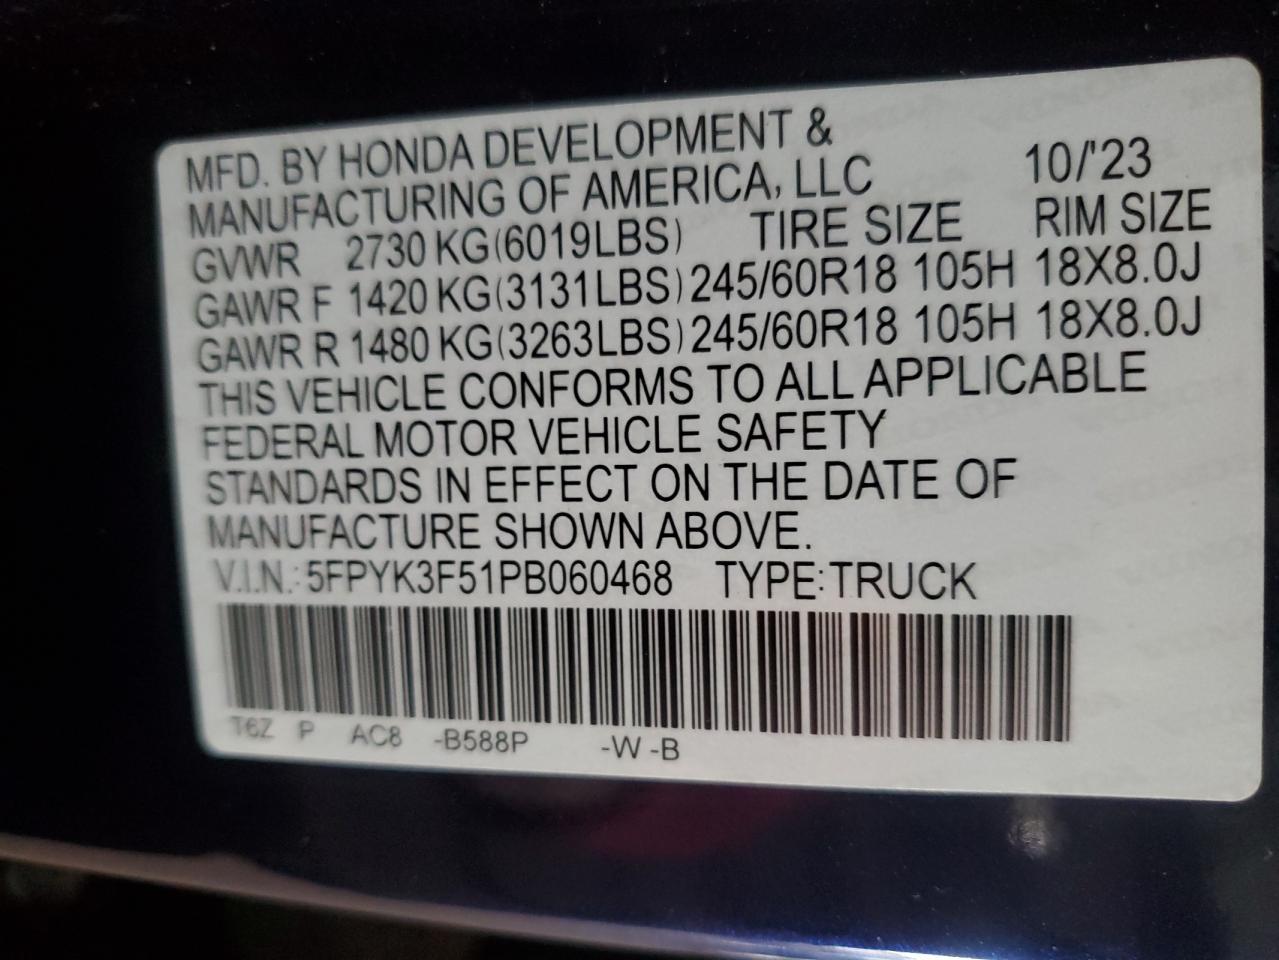 MFD. BY HONDA DEVELOPMENT &
MANUFACTURING OF AMERICA, LLC 10/'23
GVWR 2730 KG(6019LBS) TIRE SIZE RIM SIZE
GAWR F 1420 KG(3131LBS) 245/60R18 105H 18X8.0J
GAWR R 1480 KG(3263LBS) 245/60R18 105H 18X8.0J
THIS VEHICLE CONFORMS TO ALL APPLICABLE
FEDERAL MOTOR VEHICLE SAFETY
STANDARDS IN EFFECT ON THE DATE OF
MANUFACTURE SHOWN ABOVE.
V.I.N.: 5FPYK3F51PB060468 TYPE:TRUCK
T6Z P AC8 -B588P -W -B